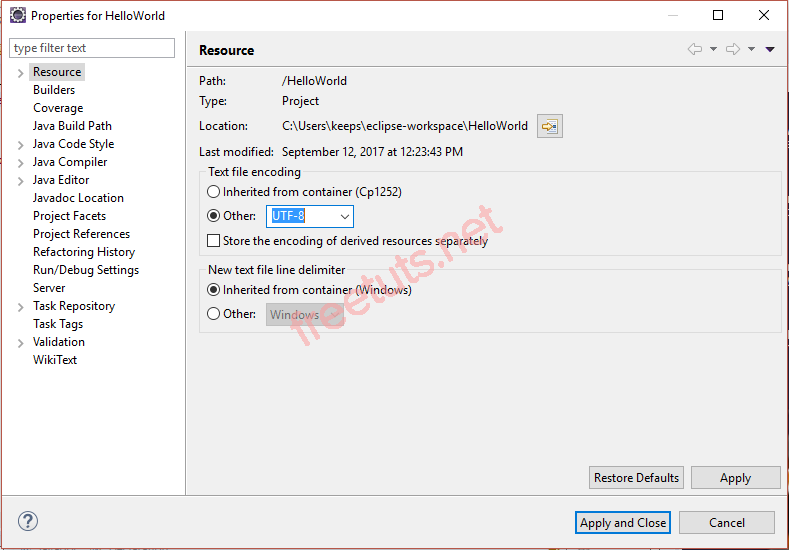 Properties for HelloWorld
type filter text
Resource
Builders
Coverage
Java Build Path
Java Code Style
Java Compiler
Java Editor
Javadoc Location
Project Facets
Project References
Refactoring History
Run/Debug Settings
Server
Task Repository
Task Tags
Validation
WikiText
Resource
Path: /HelloWorld
Type: Project
Location: C:\Users\keeps\eclipse-workspace\HelloWorld
Last modified: September 12, 2017 at 12:23:43 PM
Text file encoding
Inherited from container (Cp1252)
Other: UTF-8
Store the encoding of derived resources separately
New text file line delimiter
Inherited from container (Windows)
Other: Windows
freetuts.net
Restore Defaults Apply
? Apply and Close Cancel